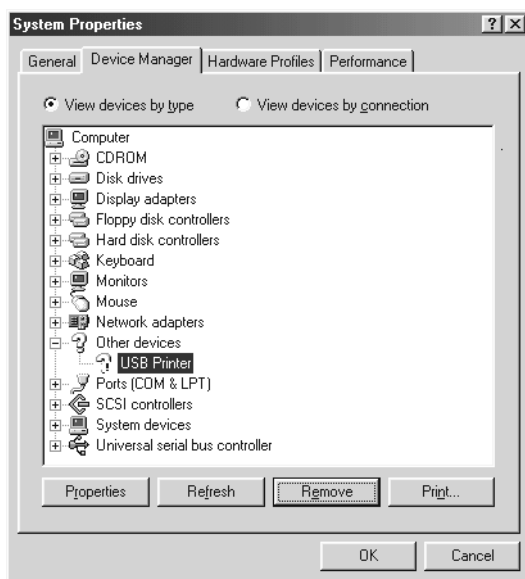 System Properties
General Device Manager Hardware Profiles Performance
View devices by type View devices by connection
Computer
CDROM
Disk drives
Display adapters
Floppy disk controllers
Hard disk controllers
Keyboard
Monitors
Mouse
Network adapters
Other devices
USB Printer
Ports (COM & LPT)
SCSI controllers
System devices
Universal serial bus controller
Properties Refresh Remove Print...
OK Cancel